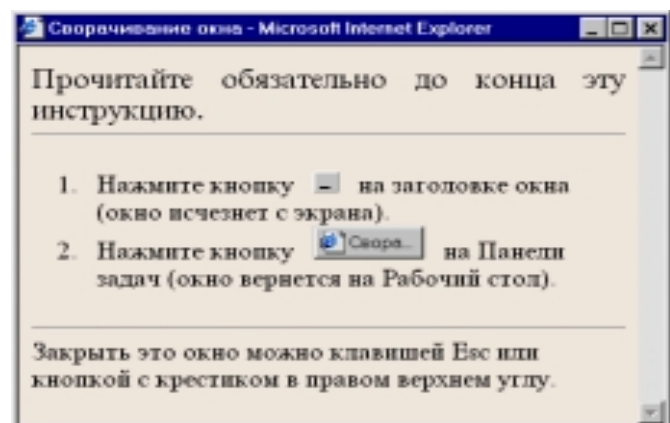 Сворачивание окна - Microsoft Internet Explorer
Прочитайте обязательно до конца эту
инструкцию.
1. Нажмите кнопку на заголовке окна
(окно исчезнет с экрана).
2. Нажмите кнопку Свора... на Панели
задач (окно вернется на Рабочий стол).
Закрыть это окно можно клавишей Esc или
кнопкой с крестиком в правом верхнем углу.